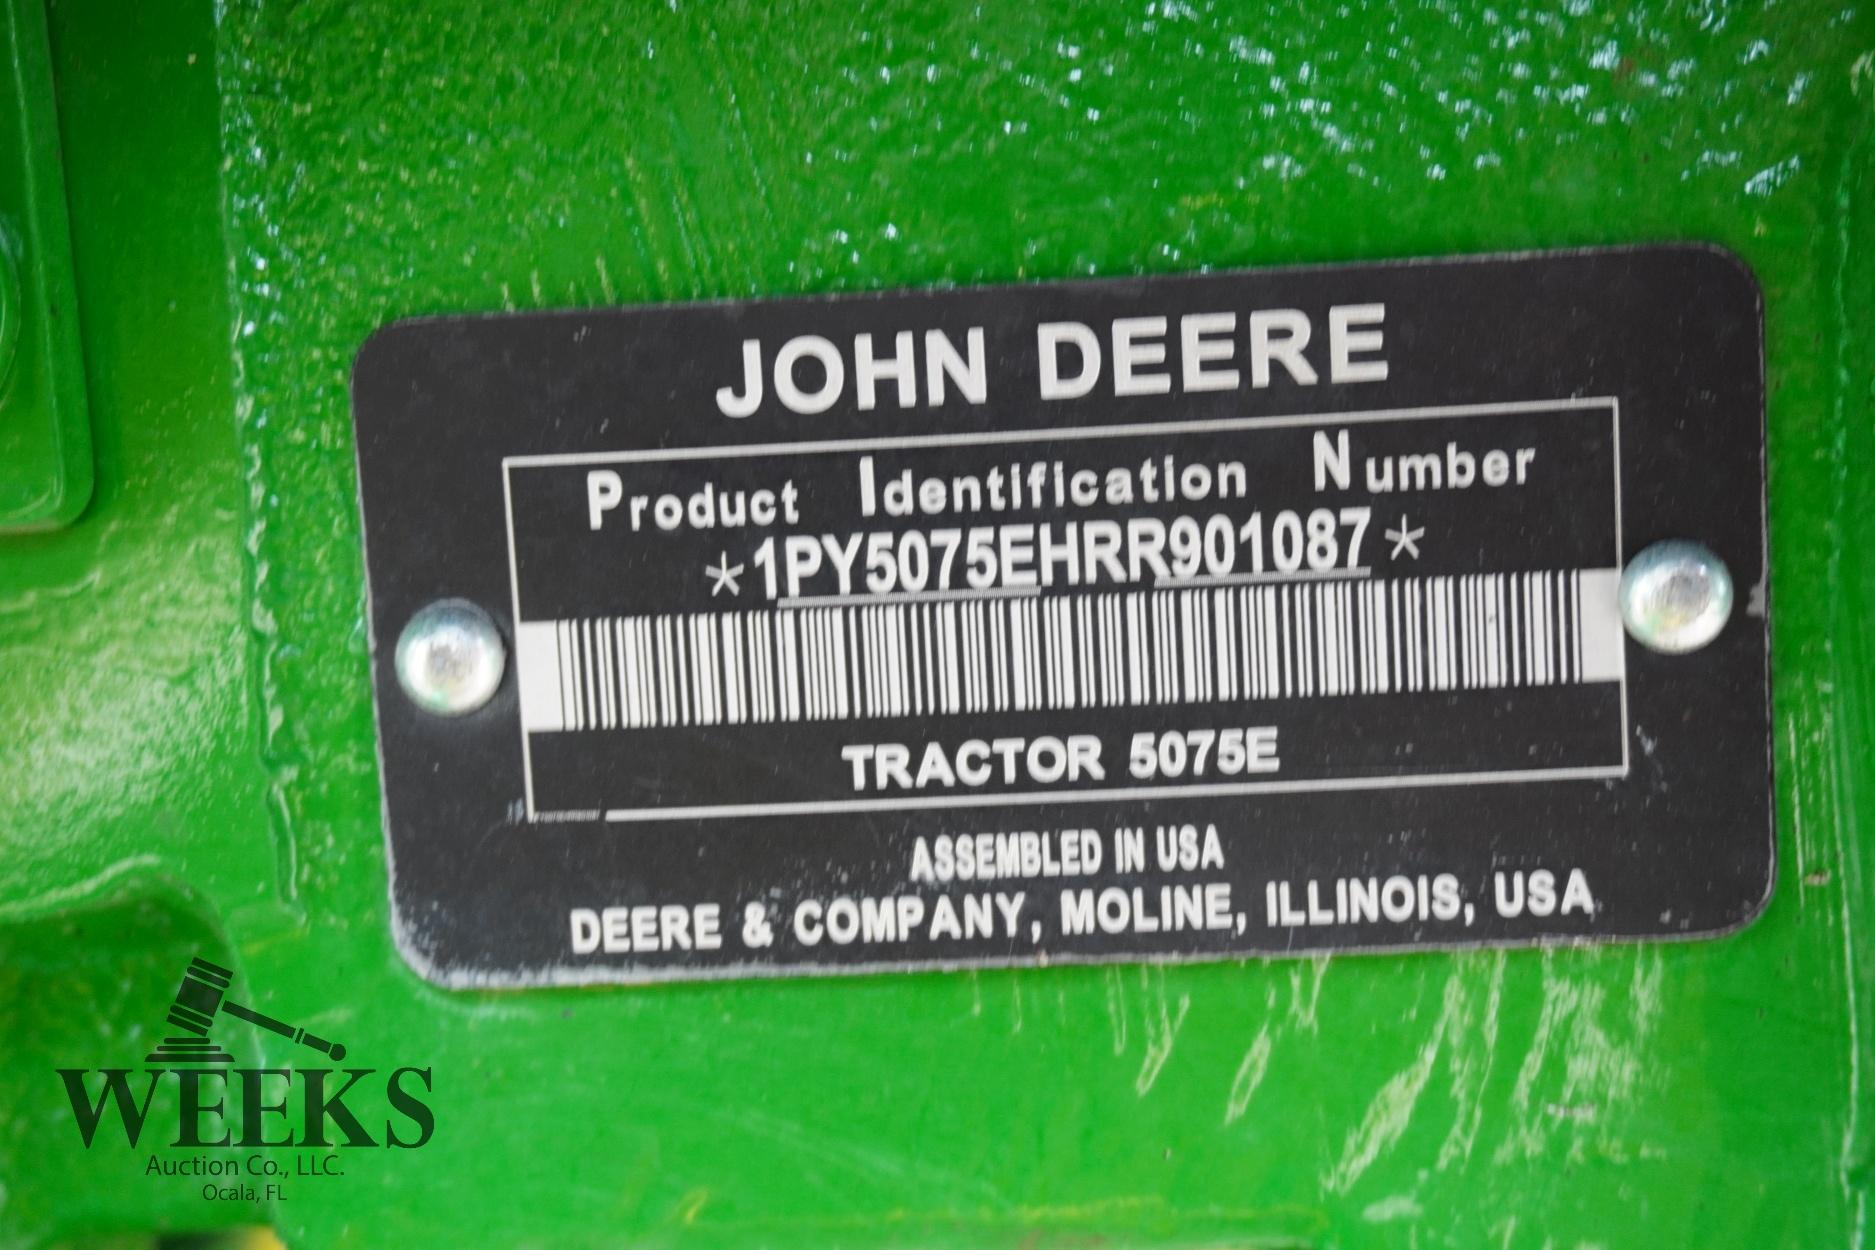 JOHN DEERE
Product Identification Number
*1PY5075EHRR901087*
TRACTOR 5075E
ASSEMBLED IN USA
DEERE & COMPANY, MOLINE, ILLINOIS, USA
WEEKS
Auction Co., LLC.
Ocala, FL